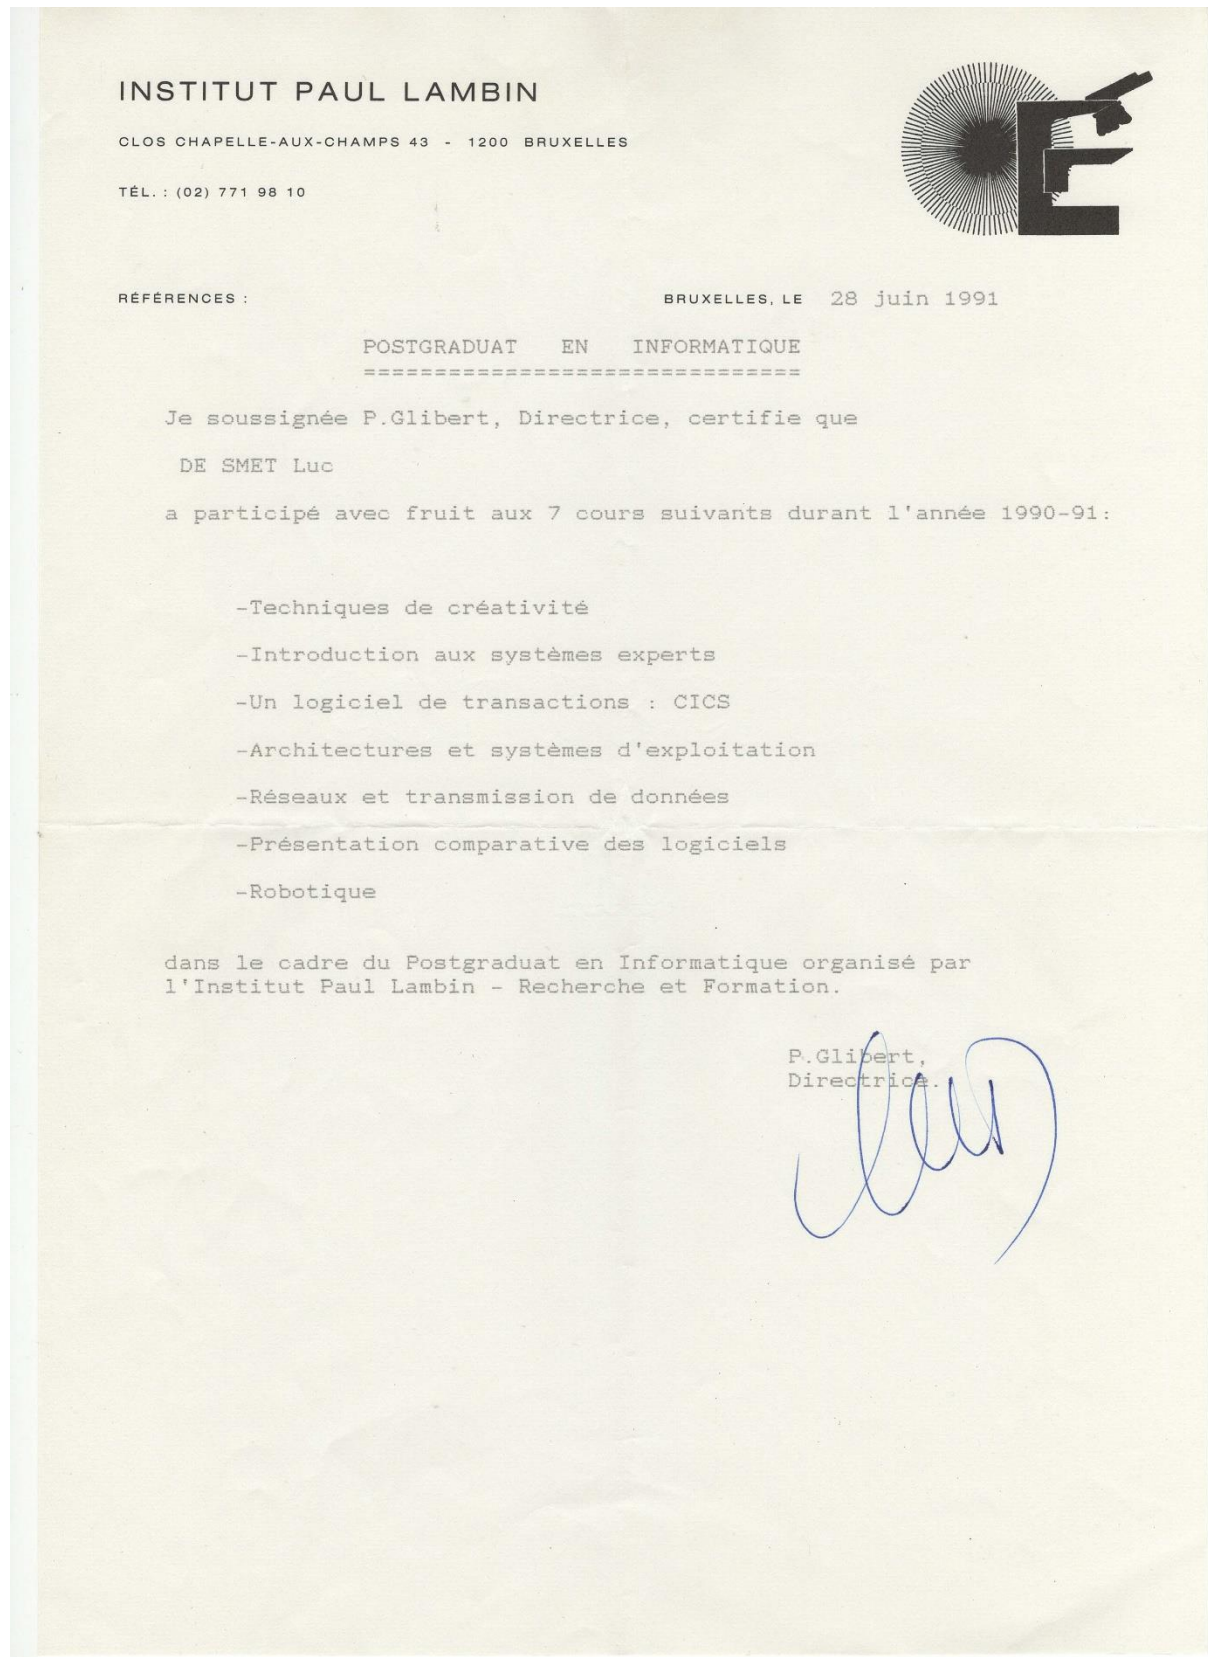 INSTITUT PAUL LAMBIN
CLOS CHAPELLE-AUX-CHAMPS 43 - 1200 BRUXELLES
TÉL. : (02) 771 98 10
RÉFÉRENCES :
BRUXELLES, LE 28 juin 1991
POSTGRADUAT EN INFORMATIQUE
===============================
Je soussignée P.Glibert, Directrice, certifie que
DE SMET Luc
a participé avec fruit aux 7 cours suivants durant l'année 1990-91:
-Techniques de créativité
-Introduction aux systèmes experts
-Un logiciel de transactions : CICS
-Architectures et systèmes d'exploitation
-Réseaux et transmission de données
-Présentation comparative des logiciels
-Robotique
dans le cadre du Postgraduat en Informatique organisé par
l'Institut Paul Lambin - Recherche et Formation.
P.Glibert,
Directrice.